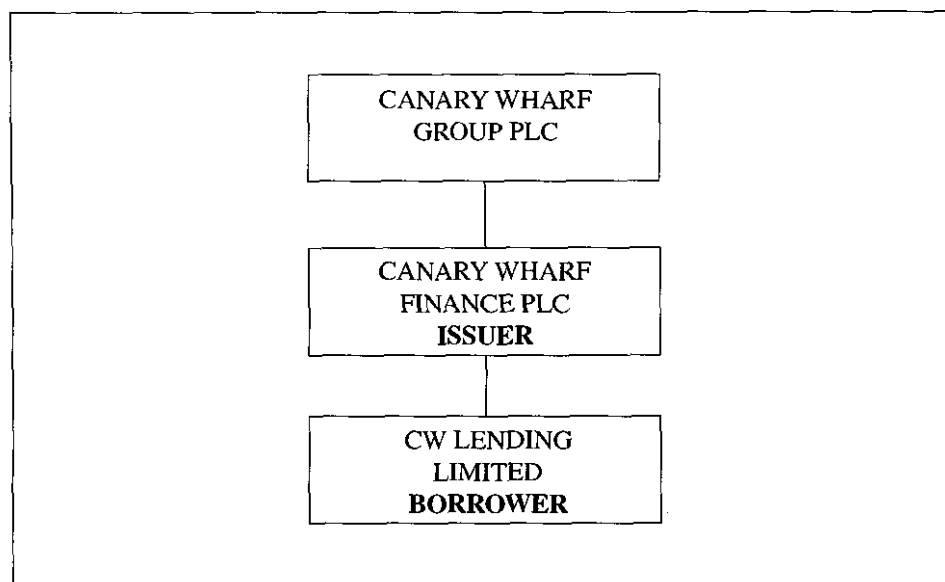 CANARY WHARF
GROUP PLC
CANARY WHARF
FINANCE PLC
ISSUER
CW LENDING
LIMITED
BORROWER